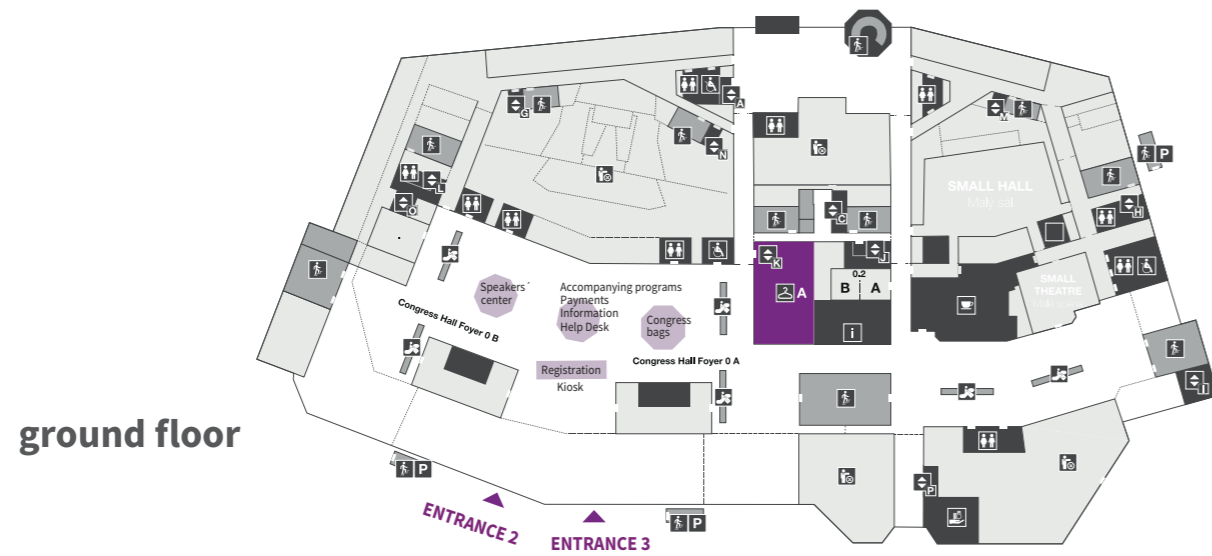 A
G
M
N
P
L
SMALL HALL
Malý sál
O
C
H
K
J
Speakers´
center
Accompanying programs
Payments
Information
Help Desk
0.2
A
B A
SMALL
THEATRE
Congress Hall Foyer 0 B
Congress
bags
i
Congress Hall Foyer 0 A
Registration
Kiosk
I
ground floor
P
P
ENTRANCE 2
ENTRANCE 3
P